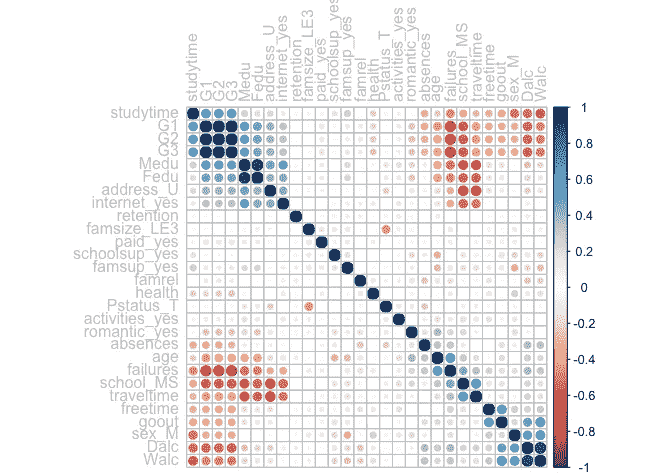 studytime
G1
G2
G3
Medu
Fedu
address_U
internet_yes
retention
famsize_LE3
paid_yes
schoolsup_yes
famsup_yes
famrel
health
Pstatus_T
activities_yes
romantic_yes
absences
age
failures
school_MS
traveltime
freetime
goout
sex_M
Dalc
Walc
studytime
G1
G2
G3
Medu
Fedu
address_U
internet_yes
retention
famsize_LE3
paid_yes
schoolsup_yes
famsup_yes
famrel
health
Pstatus_T
activities_yes
romantic_yes
absences
age
failures
school_MS
traveltime
freetime
goout
sex_M
Dalc
Walc
1
0.8
0.6
0.4
0.2
0
-0.2
-0.4
-0.6
-0.8
-1